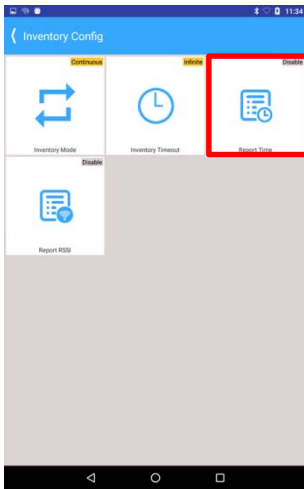 11:34
Inventory Config
Continuous
Infinite
Disable
Inventory Mode
Inventory Timeout
Report Time
Disable
Report RSSI